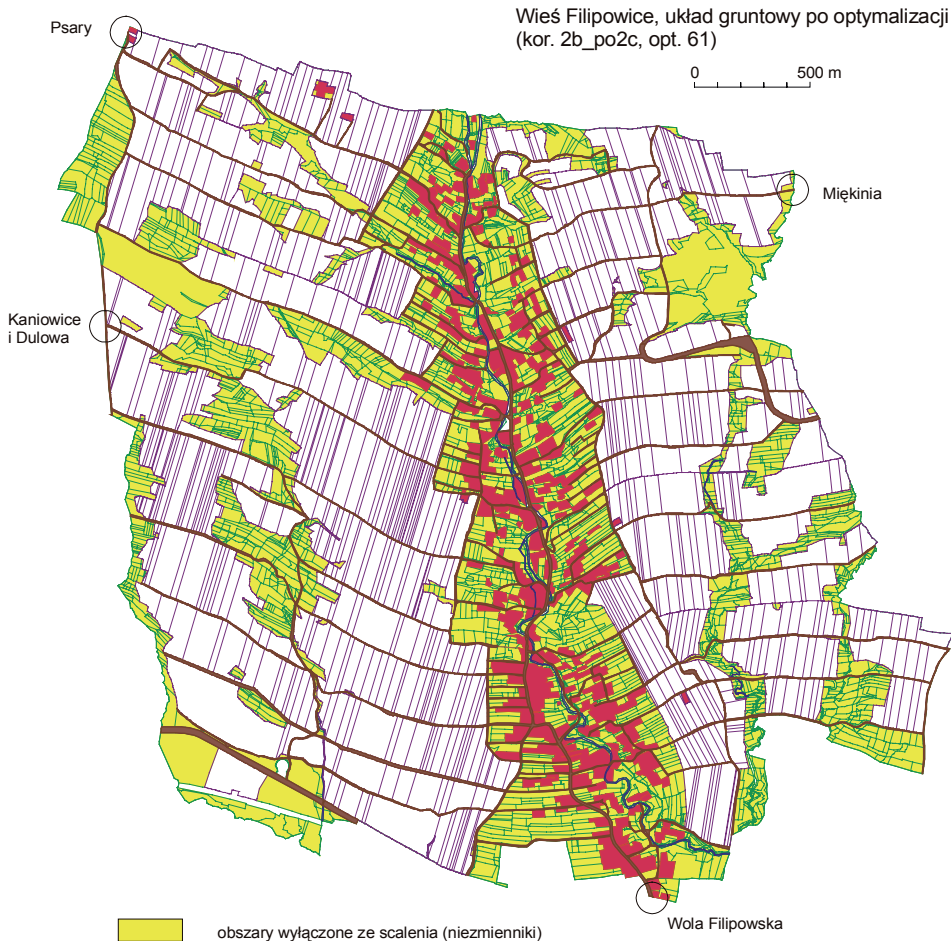 Wieś Filipowice, układ gruntowy po optymalizacji
(kor. 2b_po2c, opt. 61)
0 500 m
Psary
Miękinia
Kaniowice
i Dulowa
Wola Filipowska
obszary wyłączone ze scalenia (niezmienniki)